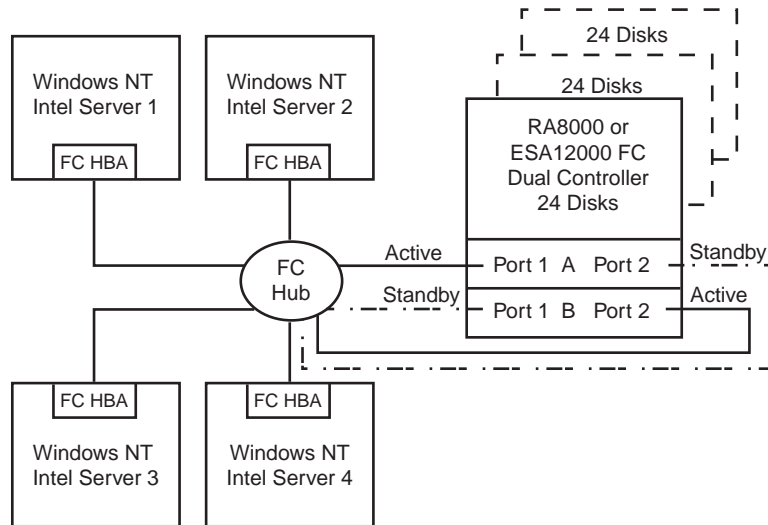 24 Disks
24 Disks
Windows NT
Intel Server 1
FC HBA
Windows NT
Intel Server 2
FC HBA
RA8000 or
ESA12000 FC
Dual Controller
24 Disks
FC
Hub
Active
Port 1 A Port 2
Standby
Standby
Port 1 B Port 2
Active
FC HBA
Windows NT
Intel Server 3
FC HBA
Windows NT
Intel Server 4